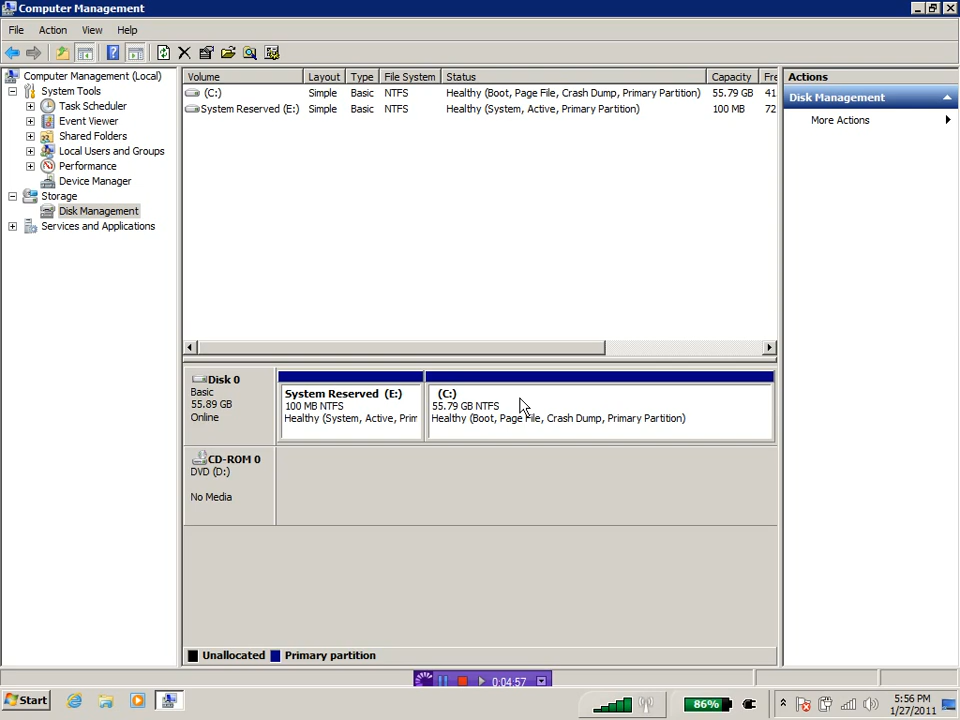 Computer Management
File Action View Help
Computer Management (Local)
System Tools
Task Scheduler
Event Viewer
Shared Folders
Local Users and Groups
Performance
Device Manager
Storage
Disk Management
Services and Applications
Volume Layout Type File System Status Capacity Fre
(C:) Simple Basic NTFS Healthy (Boot, Page File, Crash Dump, Primary Partition) 55.79 GB 41
System Reserved (E:) Simple Basic NTFS Healthy (System, Active, Primary Partition) 100 MB 72
Disk 0
Basic
55.89 GB
Online
System Reserved (E:)
100 MB NTFS
Healthy (System, Active, Prim
(C:)
55.79 GB NTFS
Healthy (Boot, Page File, Crash Dump, Primary Partition)
CD-ROM 0
DVD (D:)
No Media
Unallocated Primary partition
Actions
Disk Management
More Actions
0:04:57
Start
86%
5:56 PM
1/27/2011